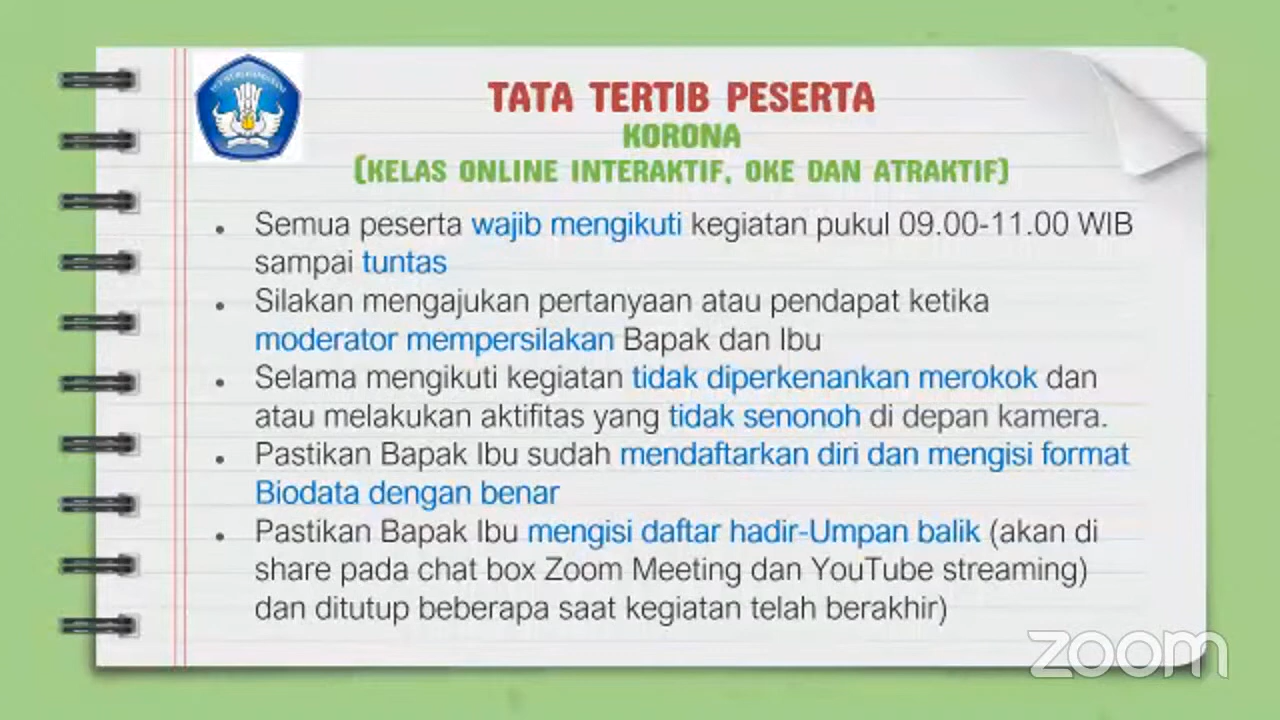 TATA TERTIB PESERTA
KORONA
(KELAS ONLINE INTERAKTIF, OKE DAN ATRAKTIF)
• Semua peserta wajib mengikuti kegiatan pukul 09.00-11.00 WIB
sampai tuntas
• Silakan mengajukan pertanyaan atau pendapat ketika
moderator mempersilakan Bapak dan Ibu
• Selama mengikuti kegiatan tidak diperkenankan merokok dan
atau melakukan aktifitas yang tidak senonoh di depan kamera.
• Pastikan Bapak Ibu sudah mendaftarkan diri dan mengisi format
Biodata dengan benar
• Pastikan Bapak Ibu mengisi daftar hadir-Umpan balik (akan di
share pada chat box Zoom Meeting dan YouTube streaming)
dan ditutup beberapa saat kegiatan telah berakhir)
zoom